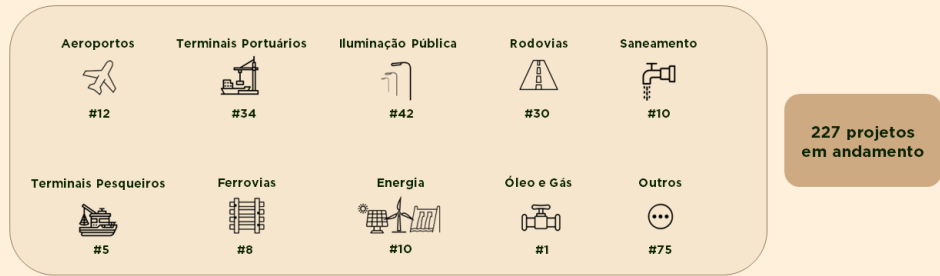 Aeroportos
Terminais Portuários
Iluminação Pública
Rodovias
Saneamento
#12
#34
#42
#30
#10
Terminais Pesqueiros
Ferrovias
Energia
Óleo e Gás
Outros
#5
#8
#10
#1
#75
227 projetos
em andamento